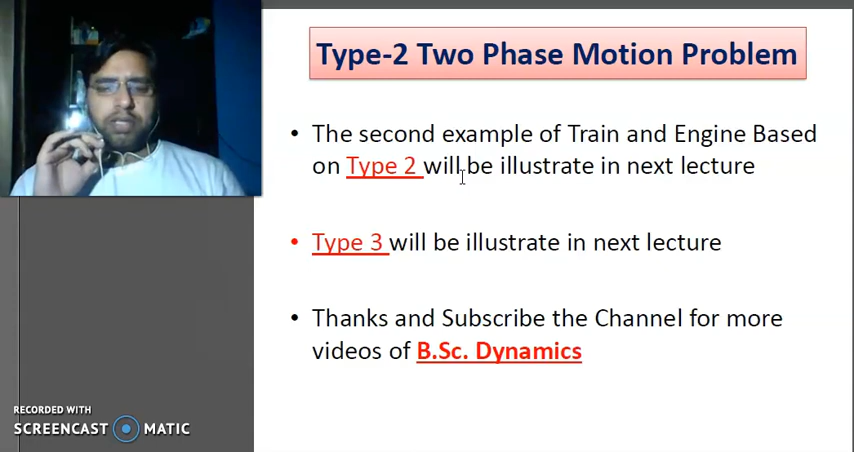 Type-2 Two Phase Motion Problem
• The second example of Train and Engine Based
on Type 2 will be illustrate in next lecture
• Type 3 will be illustrate in next lecture
• Thanks and Subscribe the Channel for more
videos of B.Sc. Dynamics
RECORDED WITH
SCREENCAST MATIC